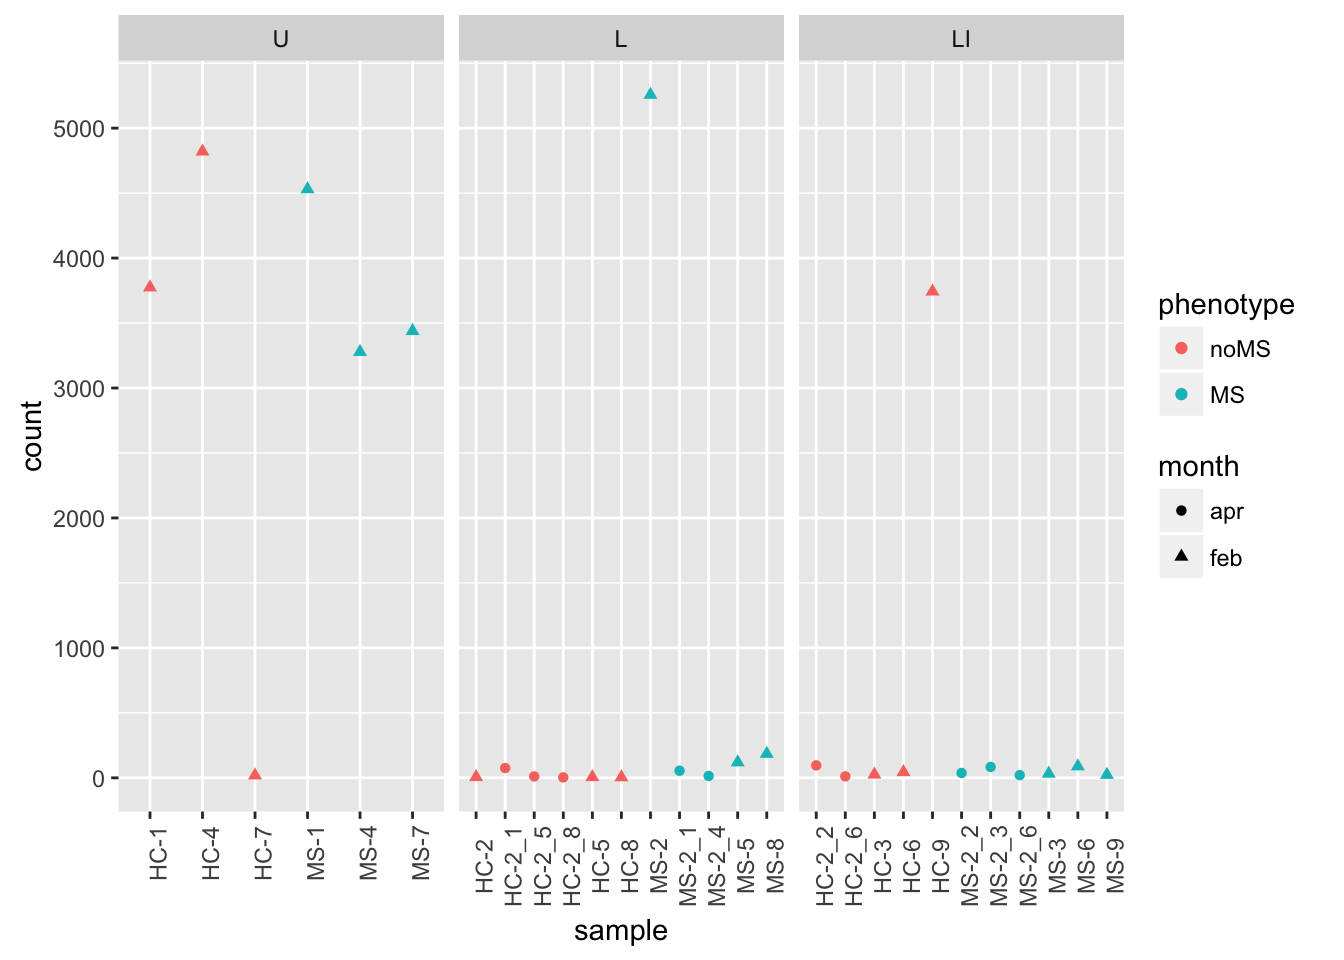 U L LI
5000
4000
3000
2000
1000
0
count
HC-1 HC-4 HC-7 MS-1 MS-4 MS-7
HC-2 HC-2_1 HC-2_5 HC-2_8 HC-5 HC-8 MS-2 MS-2_1 MS-2_4 MS-5 MS-8
HC-2_2 HC-2_6 HC-3 HC-6 HC-9 MS-2_2 MS-2_3 MS-2_6 MS-3 MS-6 MS-9
sample
phenotype
noMS
MS
month
apr
feb